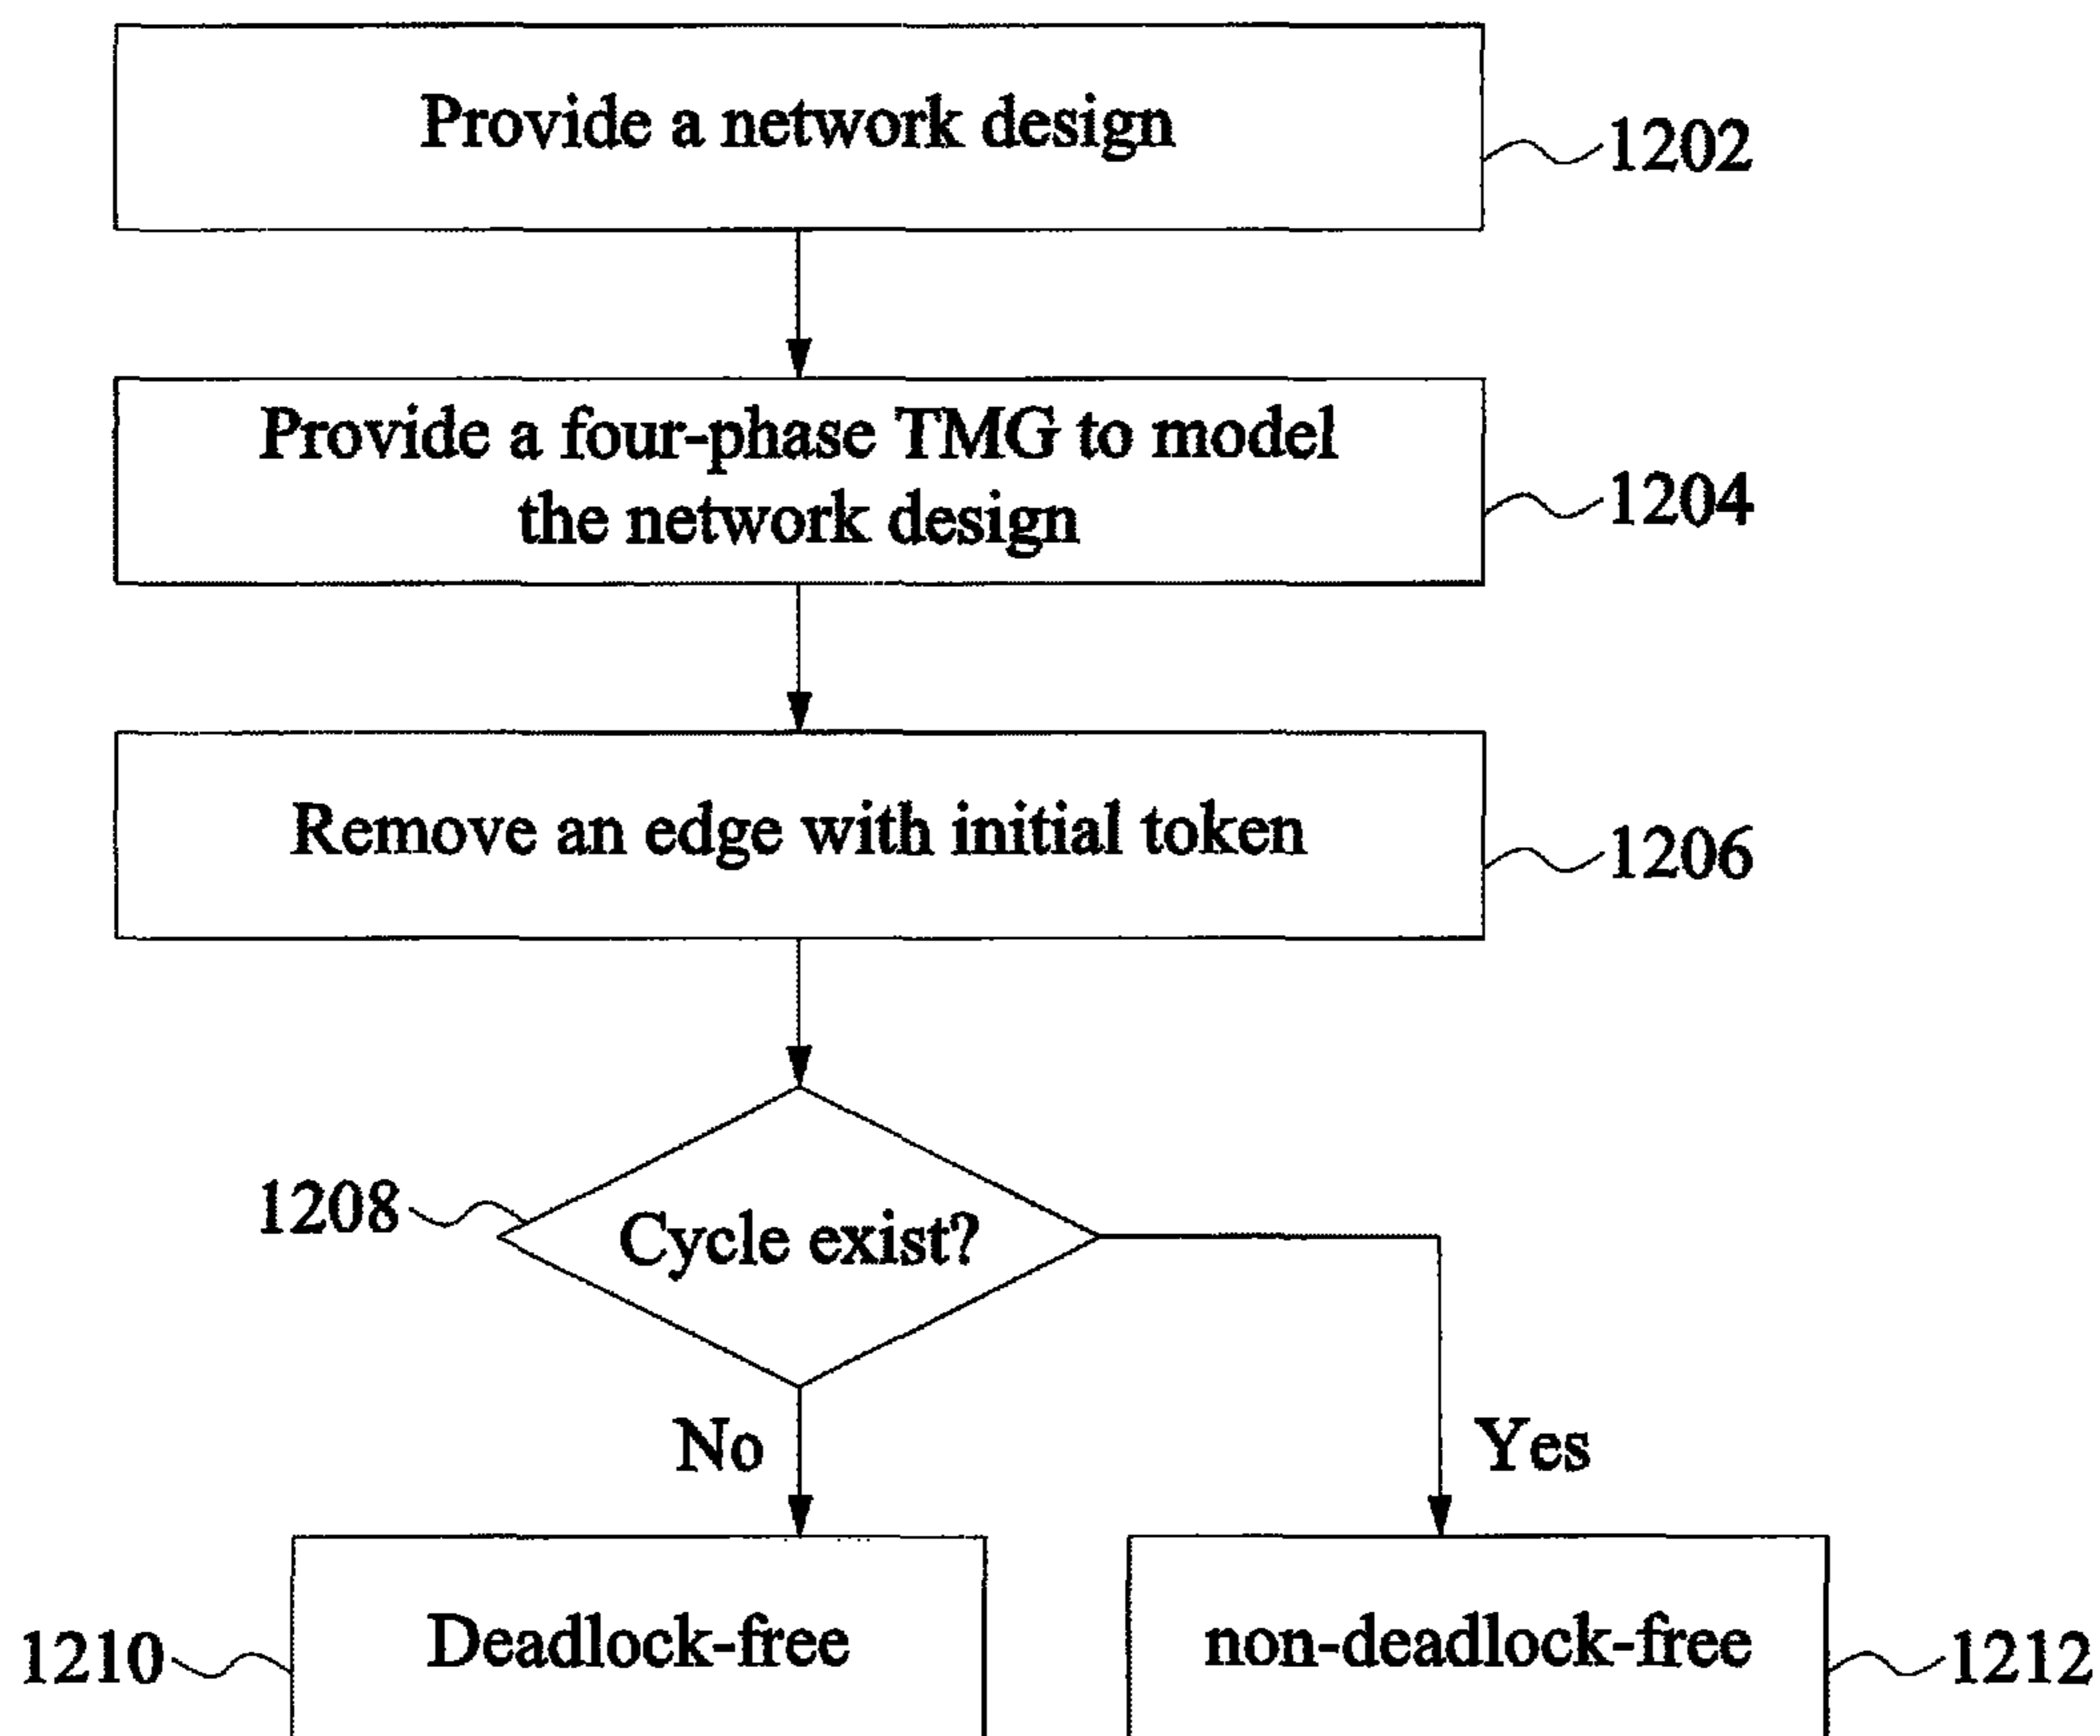 Provide a network design
1202
Provide a four-phase TMG to model
the network design
1204
Remove an edge with initial token
1206
1208
Cycle exist?
No
Yes
1210
Deadlock-free
non-deadlock-free
1212